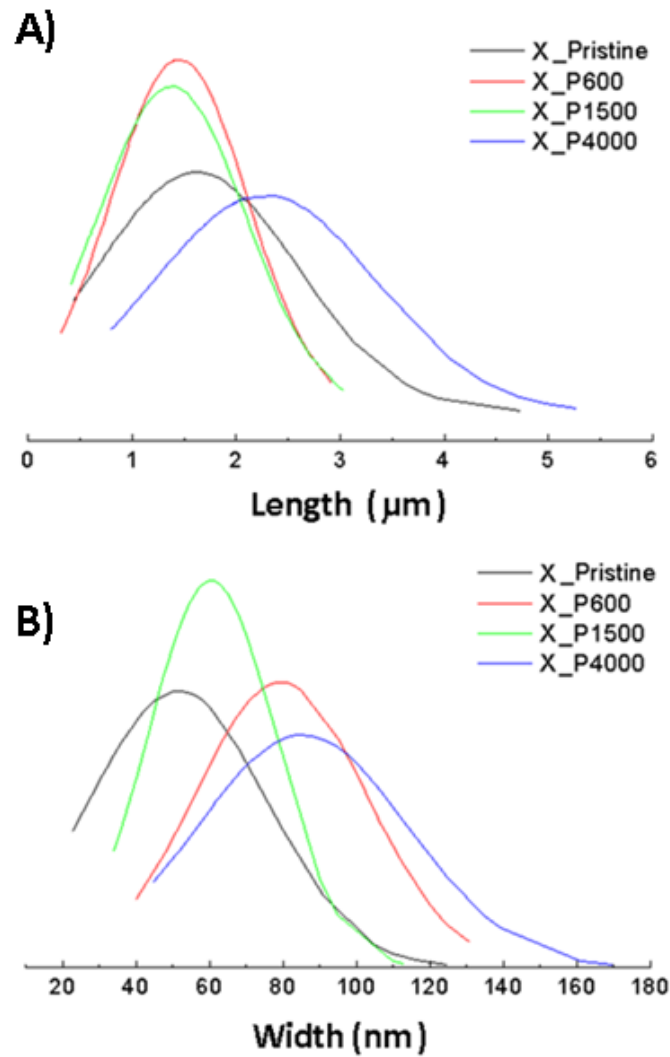 A)
X_Pristine
X_P600
X_P1500
X_P4000
0 1 2 3 4 5 6
Length (µm)
B)
X_Pristine
X_P600
X_P1500
X_P4000
20 40 60 80 100 120 140 160 180
Width (nm)